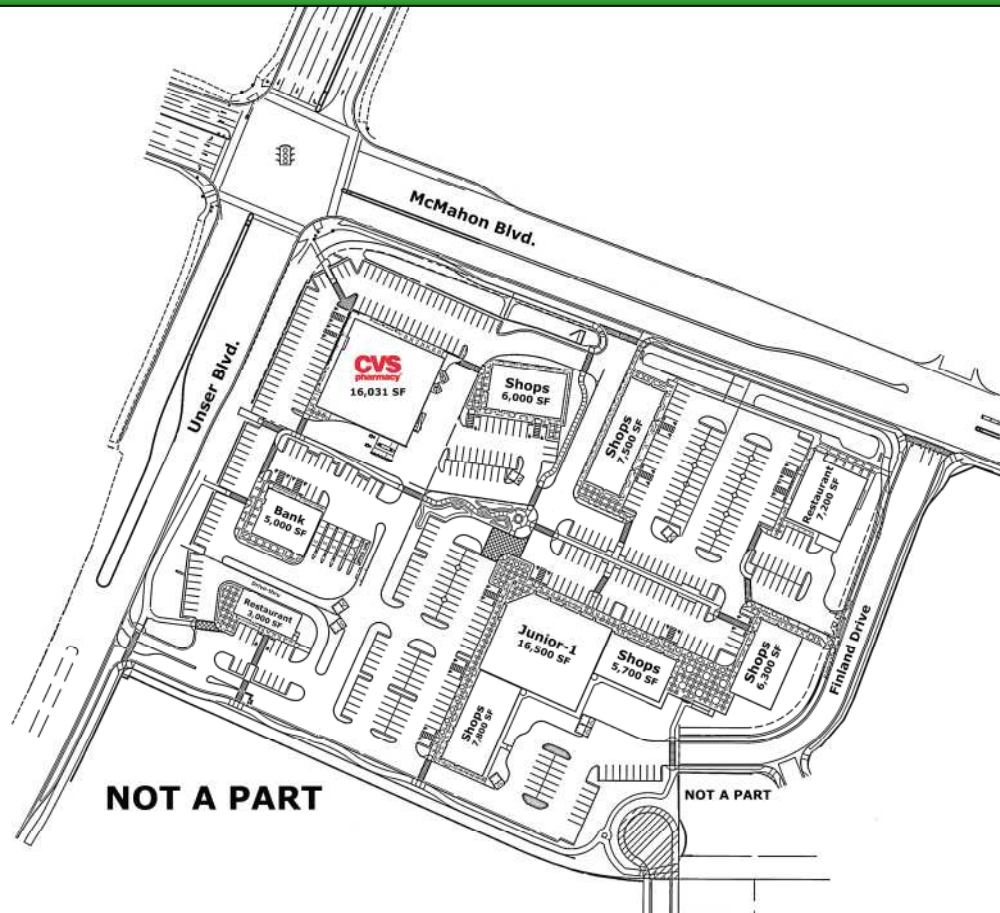 McMahon Blvd.
Unser Blvd.
CVS
pharmacy
16,031 SF
Shops
6,000 SF
Shops
7,500 SF
Restaurant
7,200 SF
Bank
5,000 SF
Drive-thru
Restaurant
3,000 SF
Junior-1
16,500 SF
Shops
5,700 SF
Shops
6,300 SF
Finland Drive
Shops
7,800 SF
NOT A PART
NOT A PART